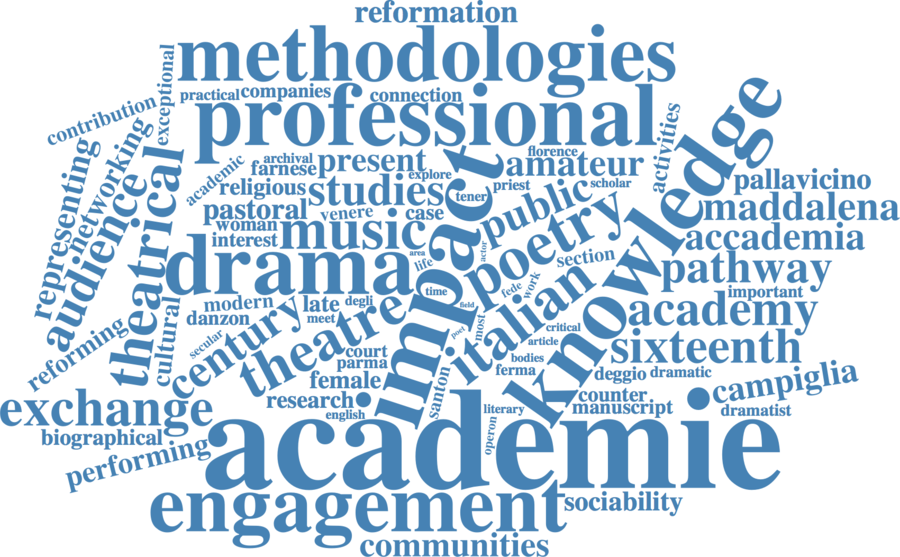 reformation
methodologies
practical
companies
connection
exceptional
contribution
professional
networking
representing
audience
theatrical
academic
archival
farnese
present
explore
florence
amateur
activities
knowledge
religious
studies
tener
priest
scholar
pallavicino
pastoral
venere
case
impact
public
maddalena
woman
interest
music
actor
poetry
accademia
area
life
section
pathway
drama
time
field
fede
work
italian
important
modern
late
degli
danzon
meet
academy
cultural
century
theatre
secular
poet
most
critical
article
sixteenth
reforming
court
parma
bodies
ferma
deggio
dramatic
female
santon
campiglia
exchange
research
english
literary
counter
manuscript
dramatist
biographical
academie
operon
performing
engagement
sociability
communities